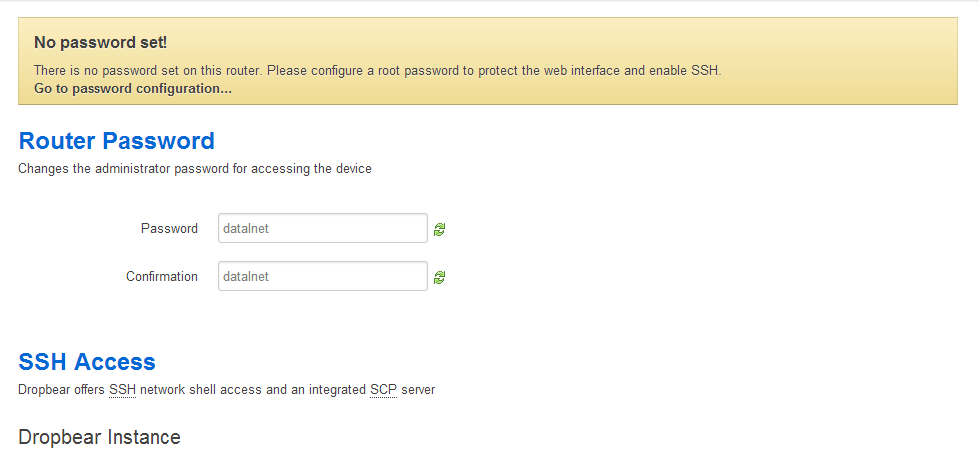 No password set!
There is no password set on this router. Please configure a root password to protect the web interface and enable SSH.
Go to password configuration...
Router Password
Changes the administrator password for accessing the device
Password datalnet
Confirmation datalnet
SSH Access
Dropbear offers SSH network shell access and an integrated SCP server
Dropbear Instance